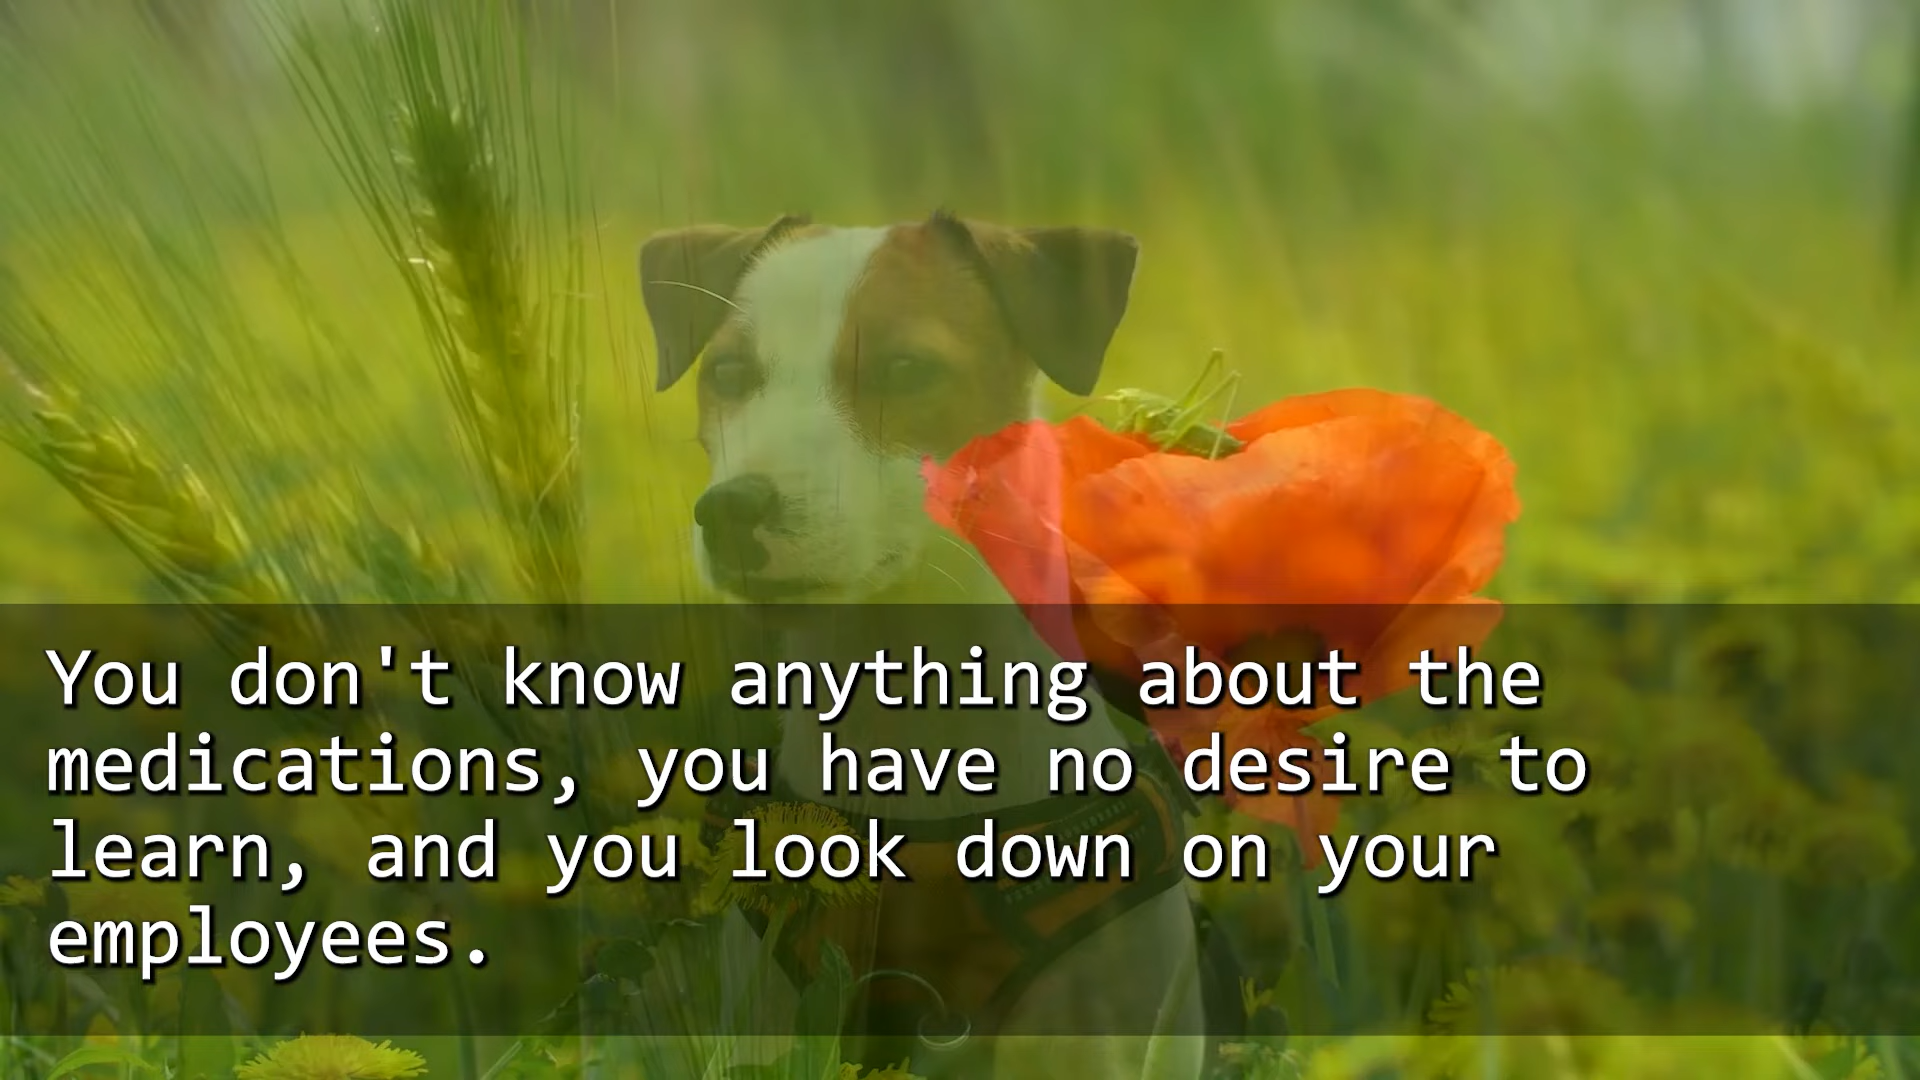 You don't know anything about the
medications, you have no desire to
learn, and you look down on your
employees.